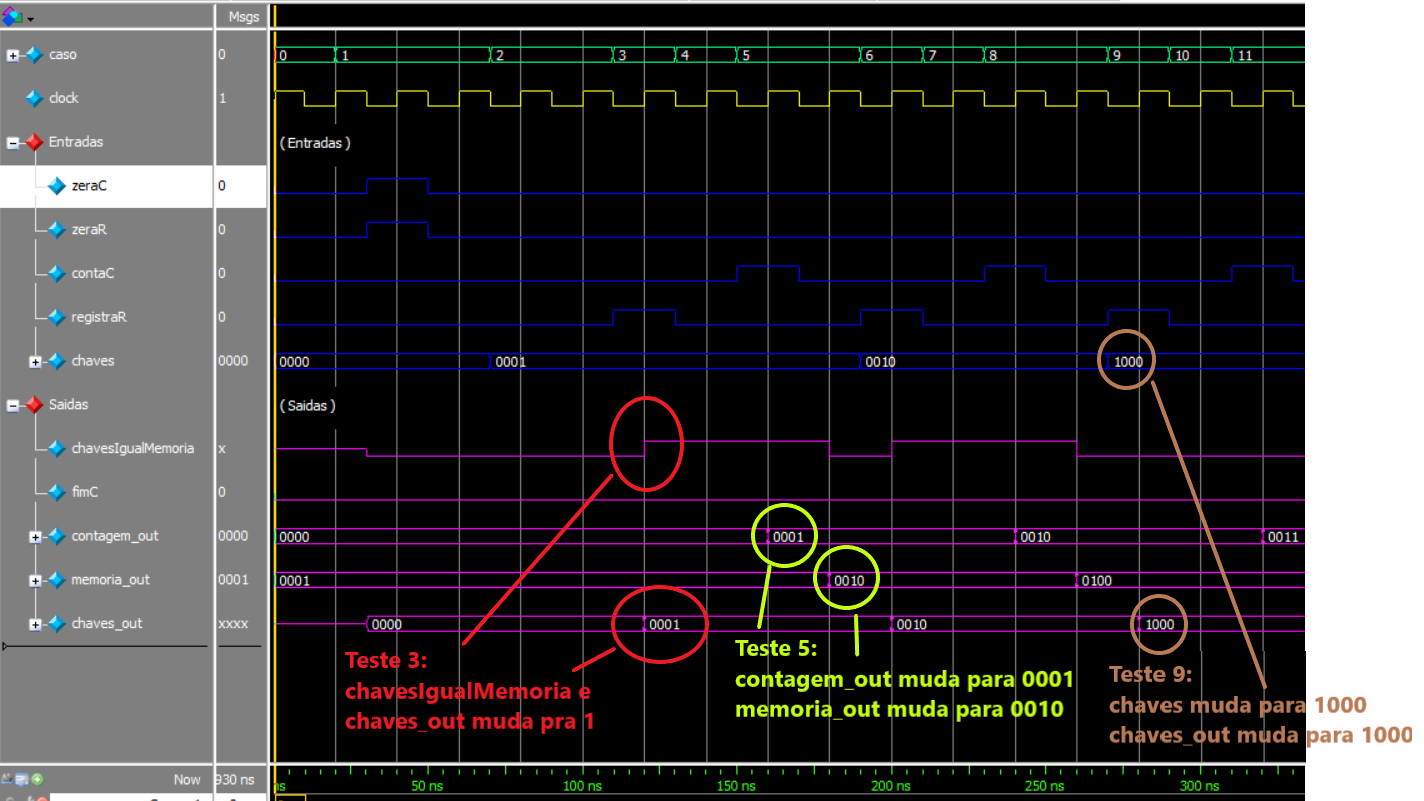 Msgs
caso 0 0 1 2 3 4 5 6 7 8 9 10 11
clock 1
Entradas ( Entradas )
zeraC 0
zeraR 0
contaC 0
registraR 0
chaves 0000 0000 0001 0010 1000
Saidas ( Saidas )
chavesIgualMemoria x
fimC 0
contagem_out 0000 0000 0001 0010 0011
memoria_out 0001 0001 0010 0100
chaves_out xxxx 0000 0001 0010 1000
Teste 3:
chavesIgualMemoria e
chaves_out muda pra 1
Teste 5:
contagem_out muda para 0001
memoria_out muda para 0010
Teste 9:
chaves muda para 1000
chaves_out muda para 1000
Now 930 ns ns 50 ns 100 ns 150 ns 200 ns 250 ns 300 ns